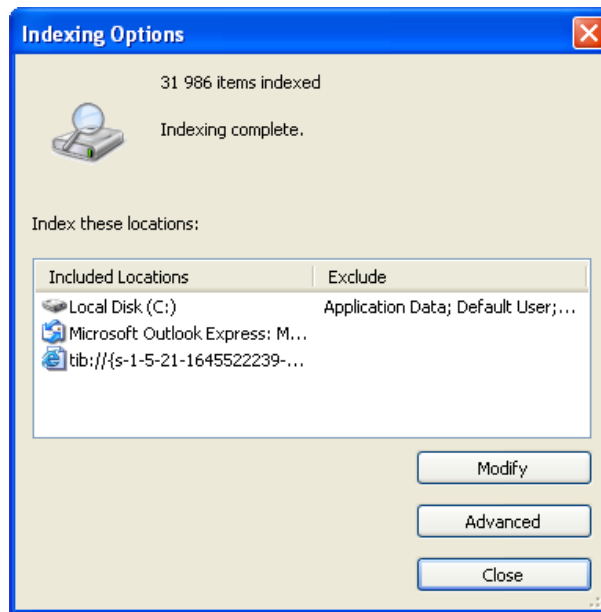 Indexing Options
31 986 items indexed
Indexing complete.
Index these locations:
Included Locations Exclude
Local Disk (C:) Application Data; Default User;...
Microsoft Outlook Express: M...
tib://{s-1-5-21-1645522239-...
Modify
Advanced
Close